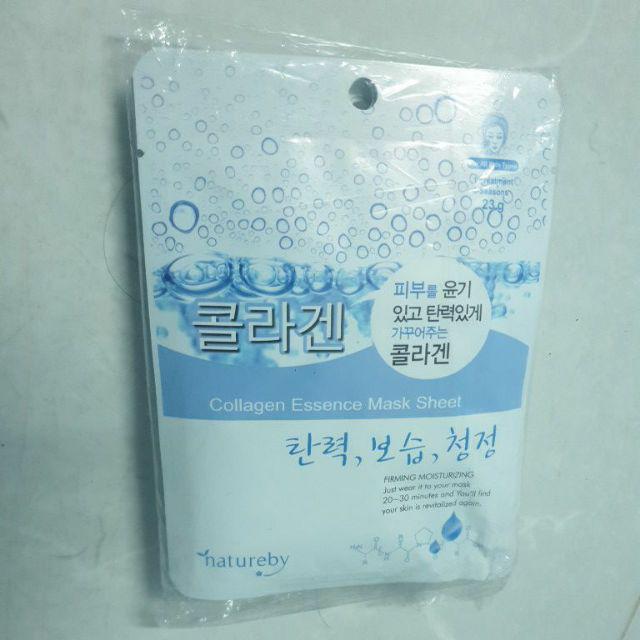 23g
피부를 윤기
있고 탄력있게
가꾸어주는
콜라겐
콜라겐
Collagen Essence Mask Sheet
탄력, 보습, 청정
FIRMING MOISTURIZING
Just wear it to your mask
20~30 minutes and You'll find
your skin is revitalized again.
natureby